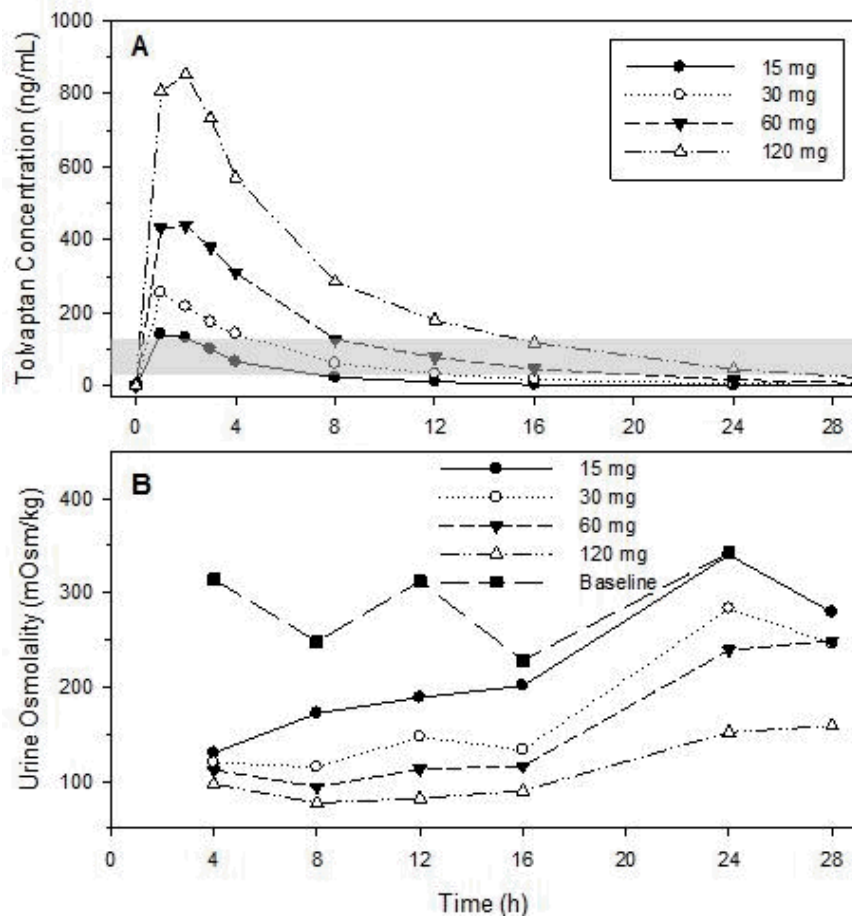 A
Tolvaptan Concentration (ng/mL)
1000
800
600
400
200
0
15 mg
30 mg
60 mg
120 mg
0 4 8 12 16 20 24 28
B
Urine Osmolality (mOsm/kg)
400
300
200
100
15 mg
30 mg
60 mg
120 mg
Baseline
0 4 8 12 16 20 24 28
Time (h)